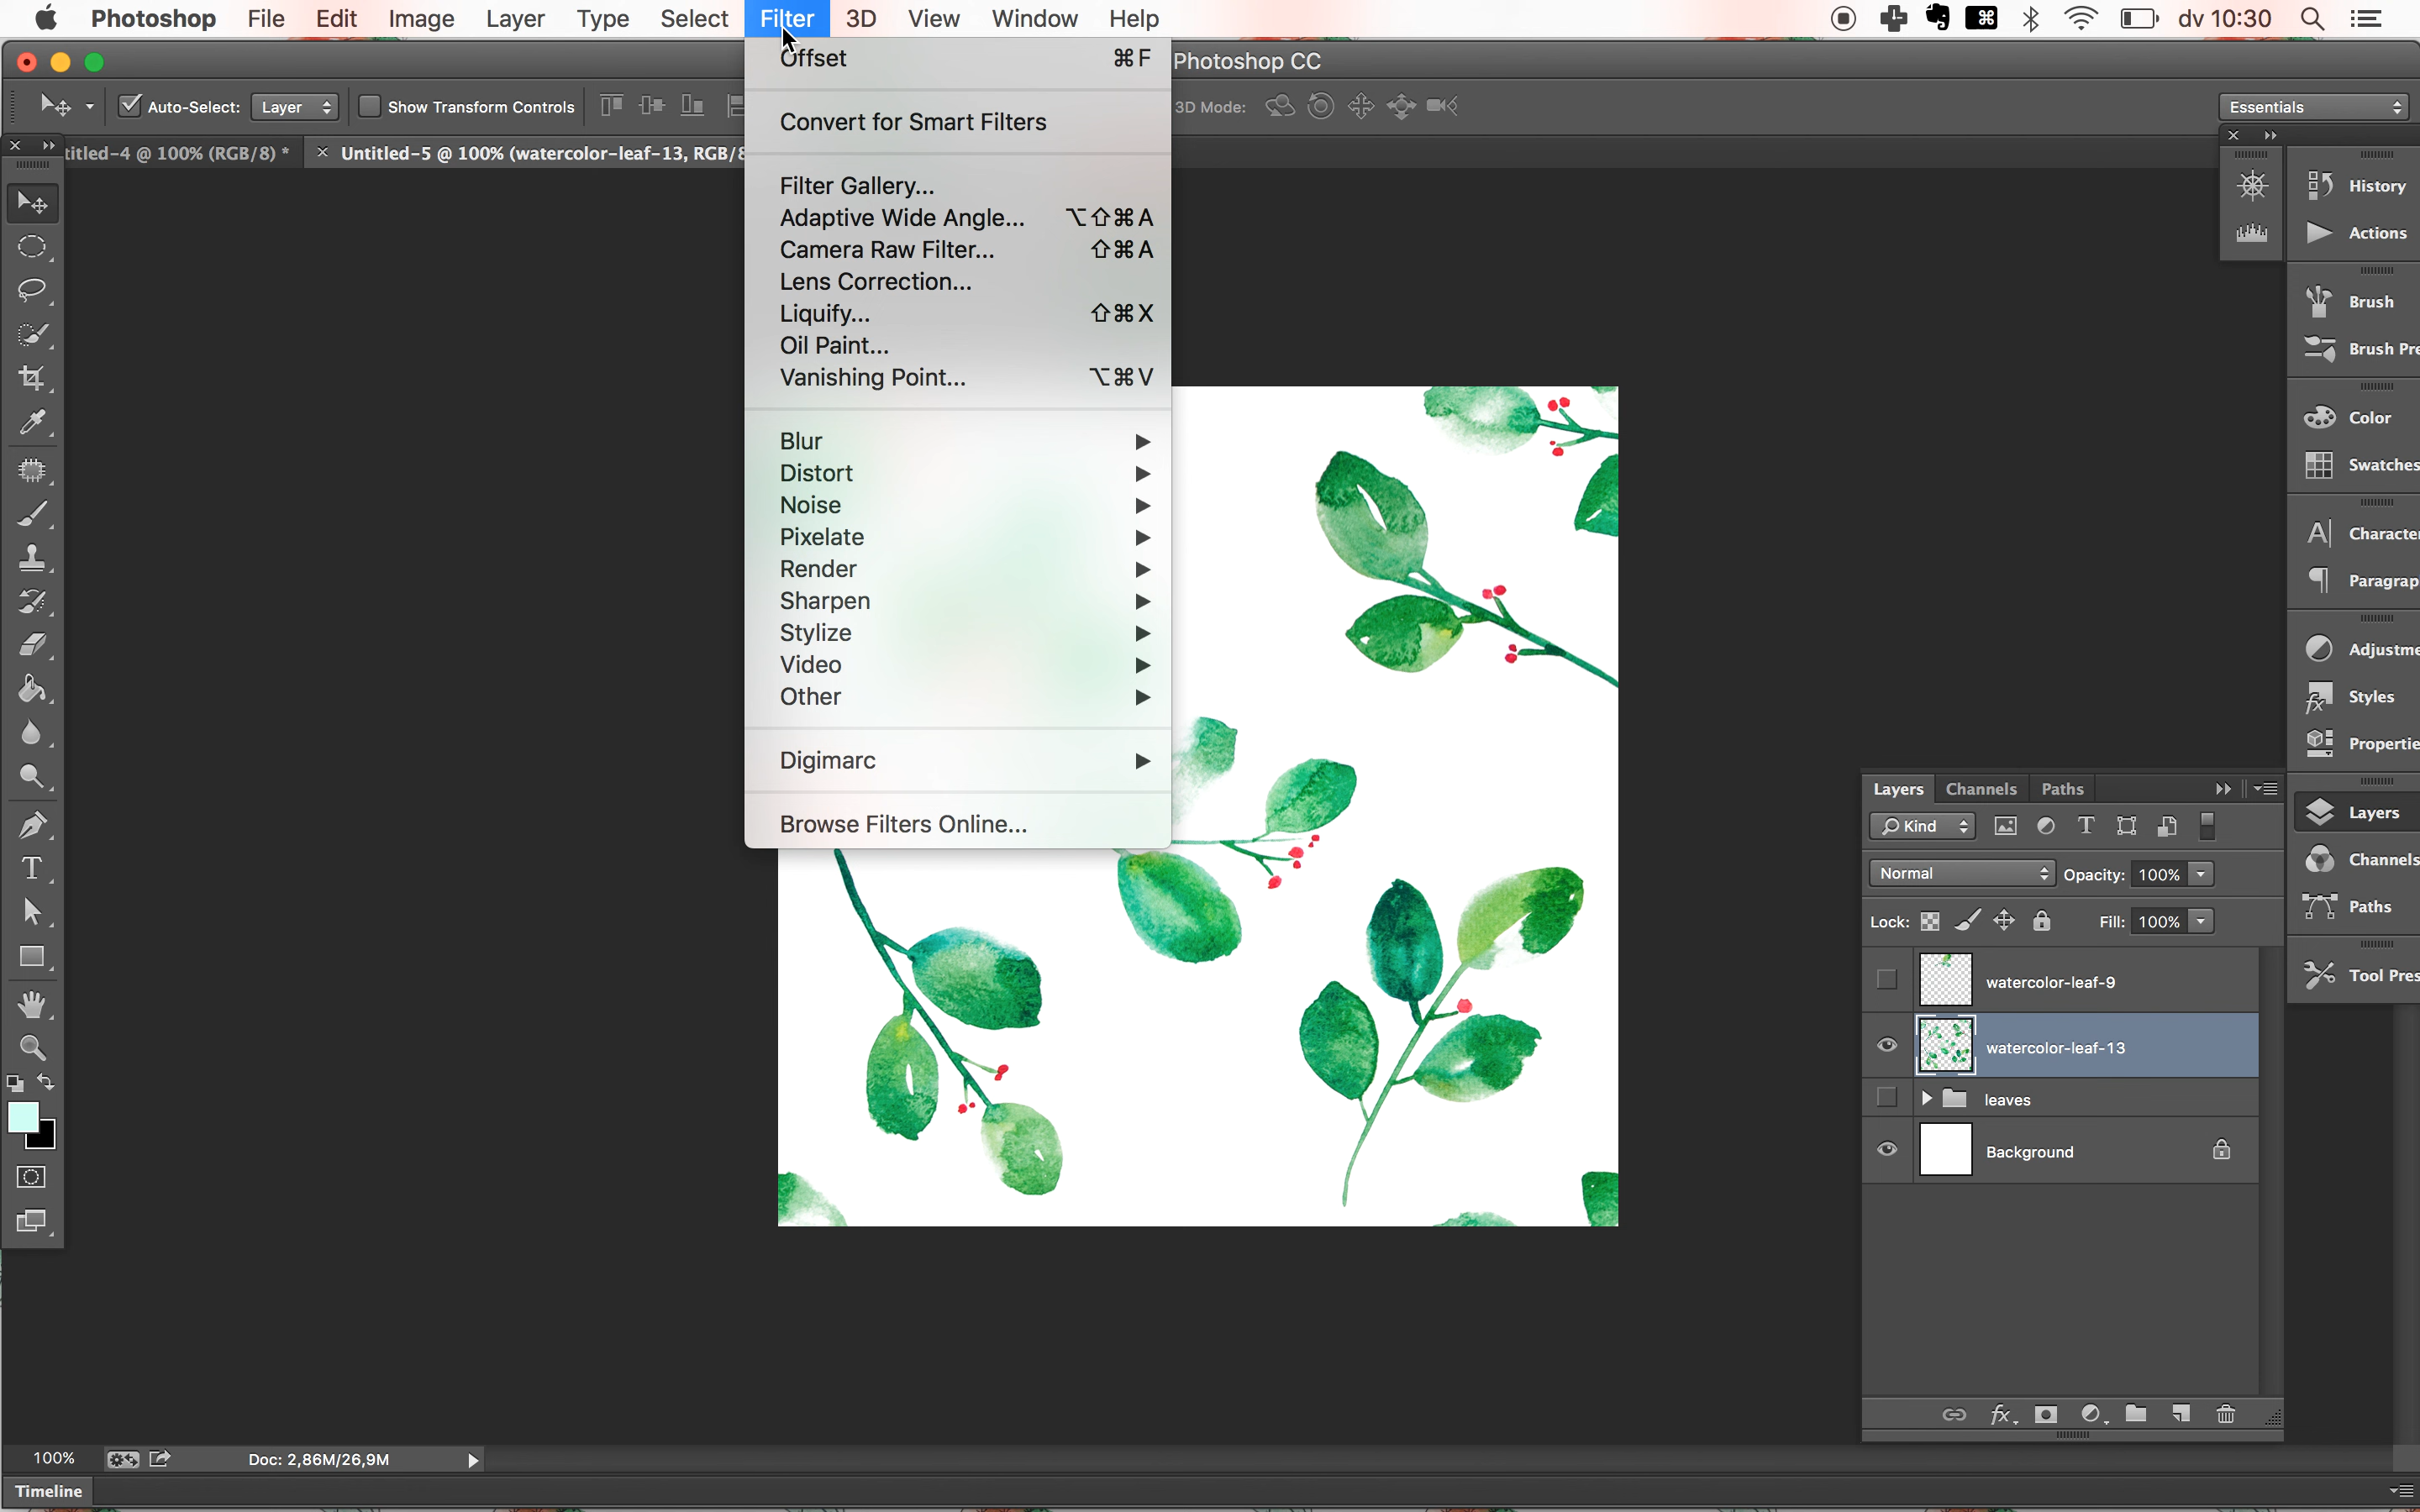 Photoshop File Edit Image Layer Type Select Filter 3D View Window Help dv 10:30
Photoshop CC
Auto-Select: Layer Show Transform Controls 3D Mode: Essentials
titled-4 @ 100% (RGB/8) * × Untitled-5 @ 100% (watercolor-leaf-13, RGB/8
Offset ⌘F
Convert for Smart Filters
Filter Gallery...
Adaptive Wide Angle... ⌥⇧⌘A
Camera Raw Filter... ⇧⌘A
Lens Correction...
Liquify... ⇧⌘X
Oil Paint...
Vanishing Point... ⌥⌘V
Blur
Distort
Noise
Pixelate
Render
Sharpen
Stylize
Video
Other
Digimarc
Browse Filters Online...
History
Actions
Brush
Brush Pre
Color
Swatches
Character
Paragrap
Adjustme
Styles
Propertie
Layers
Channels
Paths
Tool Pres
Layers Channels Paths
Kind
Normal Opacity: 100%
Lock: Fill: 100%
watercolor-leaf-9
watercolor-leaf-13
leaves
Background
100% Doc: 2,86M/26,9M
Timeline